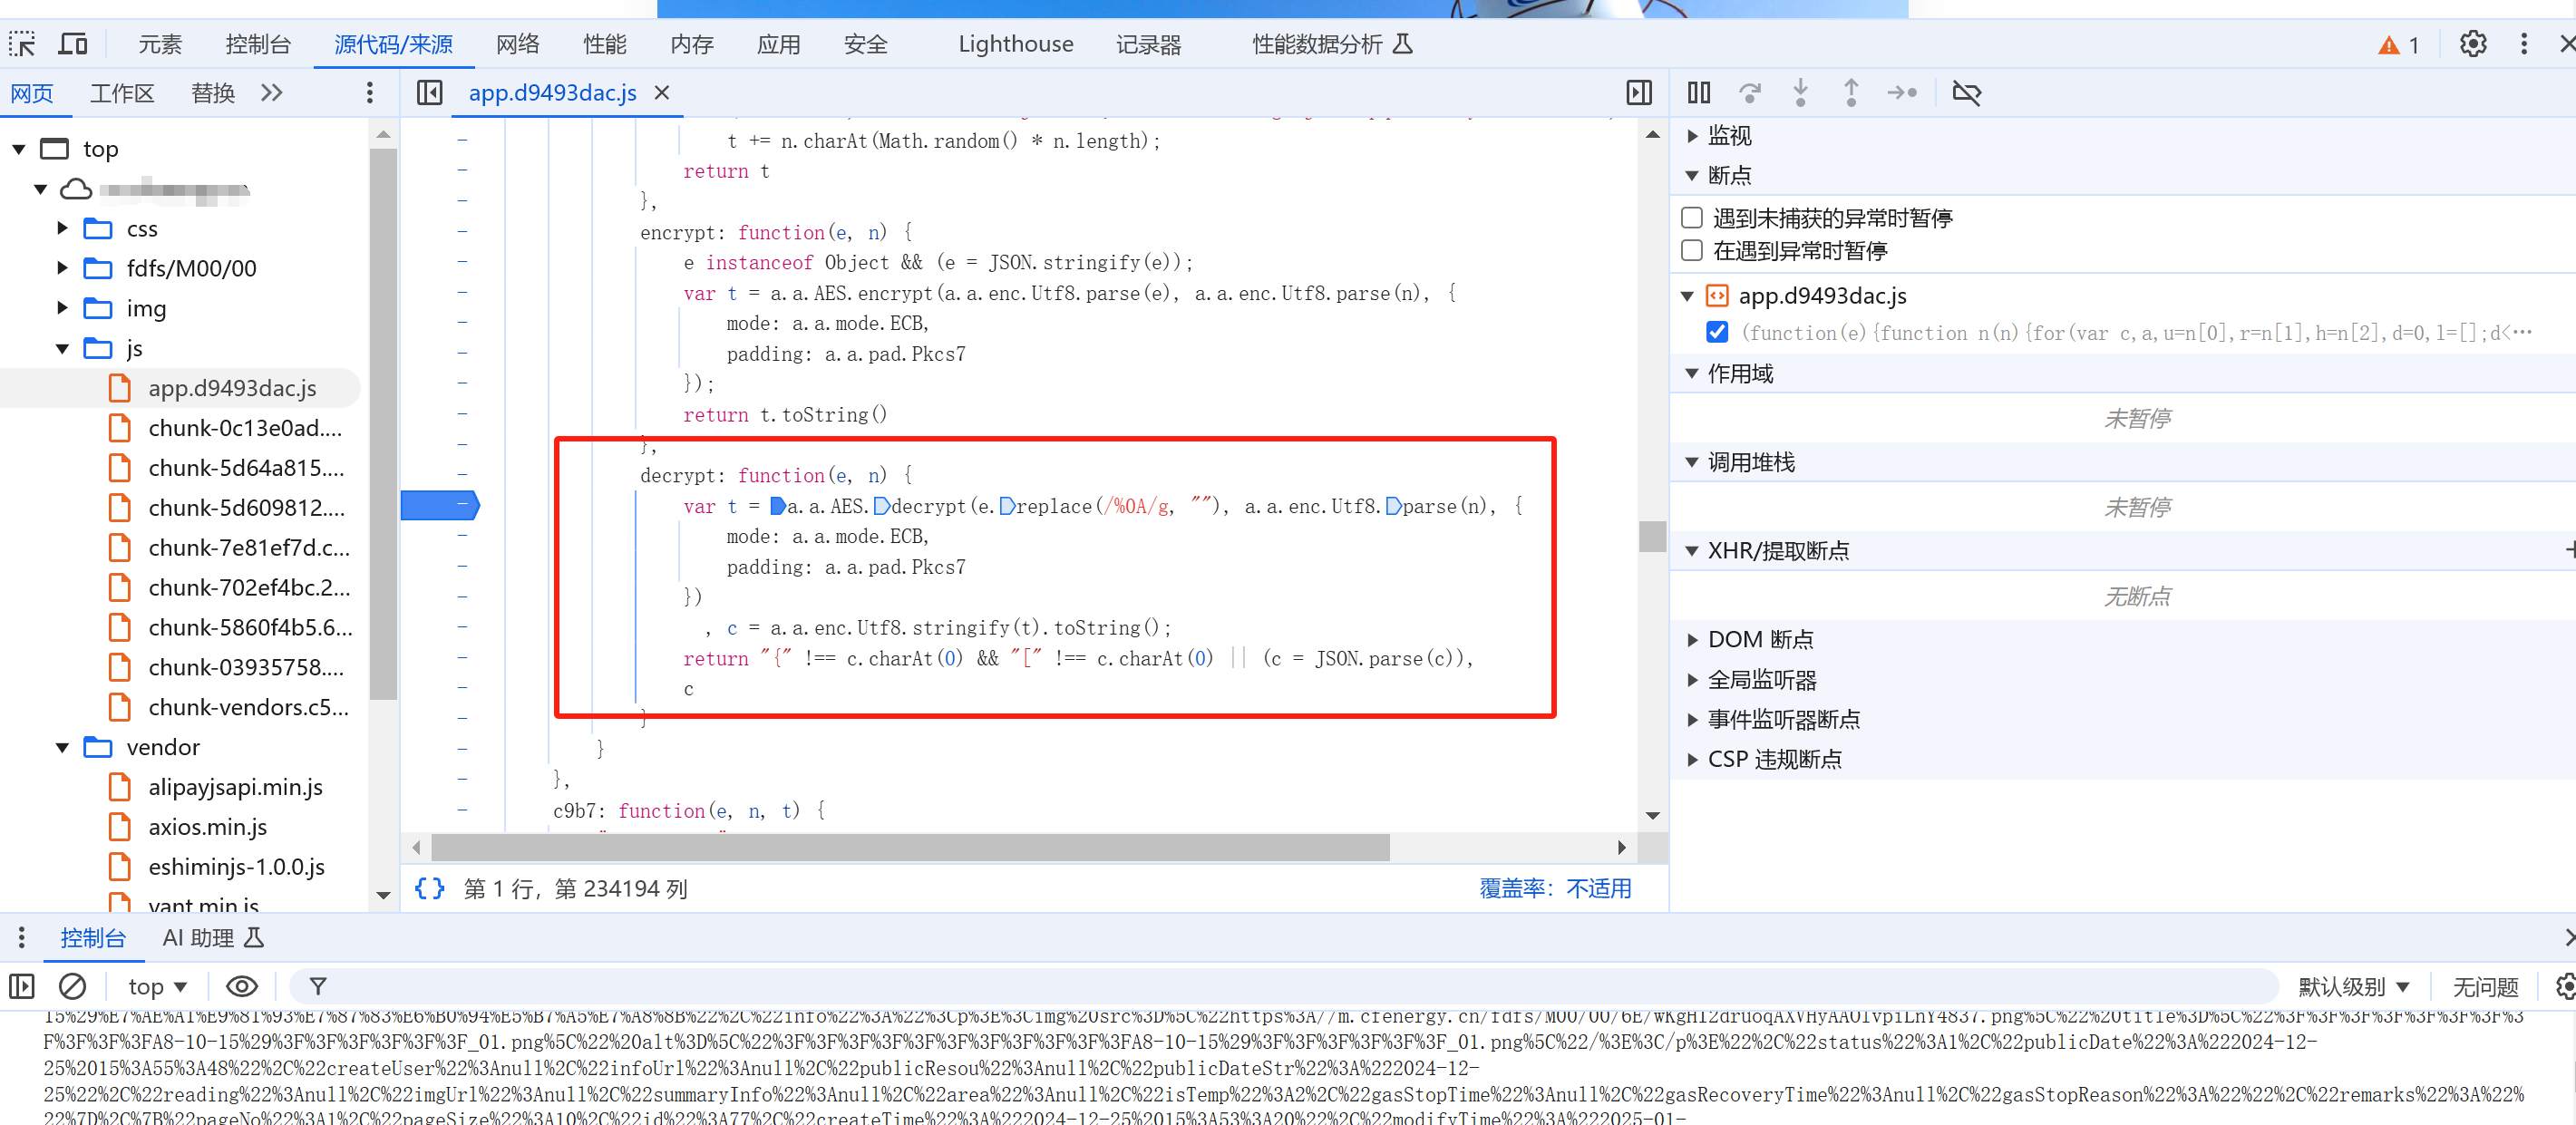 元素 控制台 源代码/来源 网络 性能 内存 应用 安全 Lighthouse 记录器 性能数据分析 1
网页 工作区 替换
app.d9493dac.js
top
css
fdfs/M00/00
img
js
app.d9493dac.js
chunk-0c13e0ad....
chunk-5d64a815....
chunk-5d609812....
chunk-7e81ef7d.c...
chunk-702ef4bc.2...
chunk-5860f4b5.6...
chunk-03935758....
chunk-vendors.c5...
vendor
alipayjsapi.min.js
axios.min.js
eshiminjs-1.0.0.js
vant.min.js
t += n.charAt(Math.random() * n.length);
return t
},
encrypt: function(e, n) {
e instanceof Object && (e = JSON.stringify(e));
var t = a.a.AES.encrypt(a.a.enc.Utf8.parse(e), a.a.enc.Utf8.parse(n), {
mode: a.a.mode.ECB,
padding: a.a.pad.Pkcs7
});
return t.toString()
},
decrypt: function(e, n) {
var t = a.a.AES.decrypt(e.replace(/%0A/g, ""), a.a.enc.Utf8.parse(n), {
mode: a.a.mode.ECB,
padding: a.a.pad.Pkcs7
})
, c = a.a.enc.Utf8.stringify(t).toString();
return "{" !== c.charAt(0) && "[" !== c.charAt(0) || (c = JSON.parse(c)),
c
}
}
},
c9b7: function(e, n, t) {
第 1 行，第 234194 列
覆盖率：不适用
监视
断点
遇到未捕获的异常时暂停
在遇到异常时暂停
app.d9493dac.js
(function(e){function n(n){for(var c,a,u=n[0],r=n[1],h=n[2],d=0,l=[];d<…
作用域
未暂停
调用堆栈
未暂停
XHR/提取断点
无断点
DOM 断点
全局监听器
事件监听器断点
CSP 违规断点
控制台 AI 助理
top
默认级别 无问题
15%29%E7%AE%A1%E9%81%93%E7%87%83%E6%B0%94%E5%B7%A5%E7%A8%8B%22%2C%22info%22%3A%22%3Cp%3E%3Cimg%20src%3D%5C%22https%3A//m.cfenergy.cn/fdfs/M00/00/6E/wKgHI2druoqAXVHyAAOIvpiLnY4837.png%5C%22%20title%3D%5C%22%3F%3F%3F%3F%3F%3F%3F%3
F%3F%3F%3FA8-10-15%29%3F%3F%3F%3F%3F%3F_01.png%5C%22%20alt%3D%5C%22%3F%3F%3F%3F%3F%3F%3F%3F%3F%3F%3FA8-10-15%29%3F%3F%3F%3F%3F%3F_01.png%5C%22/%3E%3C/p%3E%22%2C%22status%22%3A1%2C%22publicDate%22%3A%222024-12-
25%2015%3A55%3A48%22%2C%22createUser%22%3Anull%2C%22infoUrl%22%3Anull%2C%22publicResou%22%3Anull%2C%22publicDateStr%22%3A%222024-12-
25%22%2C%22reading%22%3Anull%2C%22imgUrl%22%3Anull%2C%22summaryInfo%22%3Anull%2C%22area%22%3Anull%2C%22isTemp%22%3A2%2C%22gasStopTime%22%3Anull%2C%22gasRecoveryTime%22%3Anull%2C%22gasStopReason%22%3A%22%22%2C%22remarks%22%3A%22%
22%7D%2C%7B%22pageNo%22%3A1%2C%22pageSize%22%3A10%2C%22id%22%3A77%2C%22createTime%22%3A%222024-12-25%2015%3A53%3A20%22%2C%22modifyTime%22%3A%222025-01-